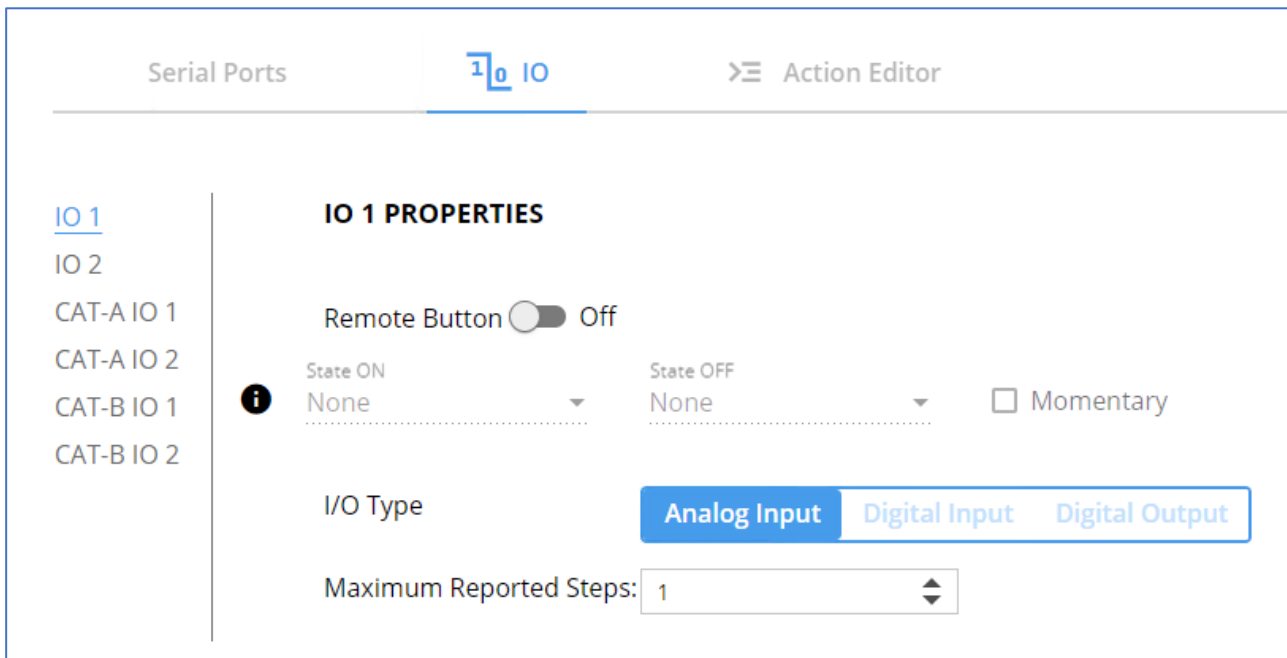 Serial Ports
1 0 IO
Action Editor
IO 1
IO 2
CAT-A IO 1
CAT-A IO 2
CAT-B IO 1
CAT-B IO 2
IO 1 PROPERTIES
Remote Button Off
State ON
None
State OFF
None
Momentary
I/O Type
Analog Input Digital Input Digital Output
Maximum Reported Steps: 1